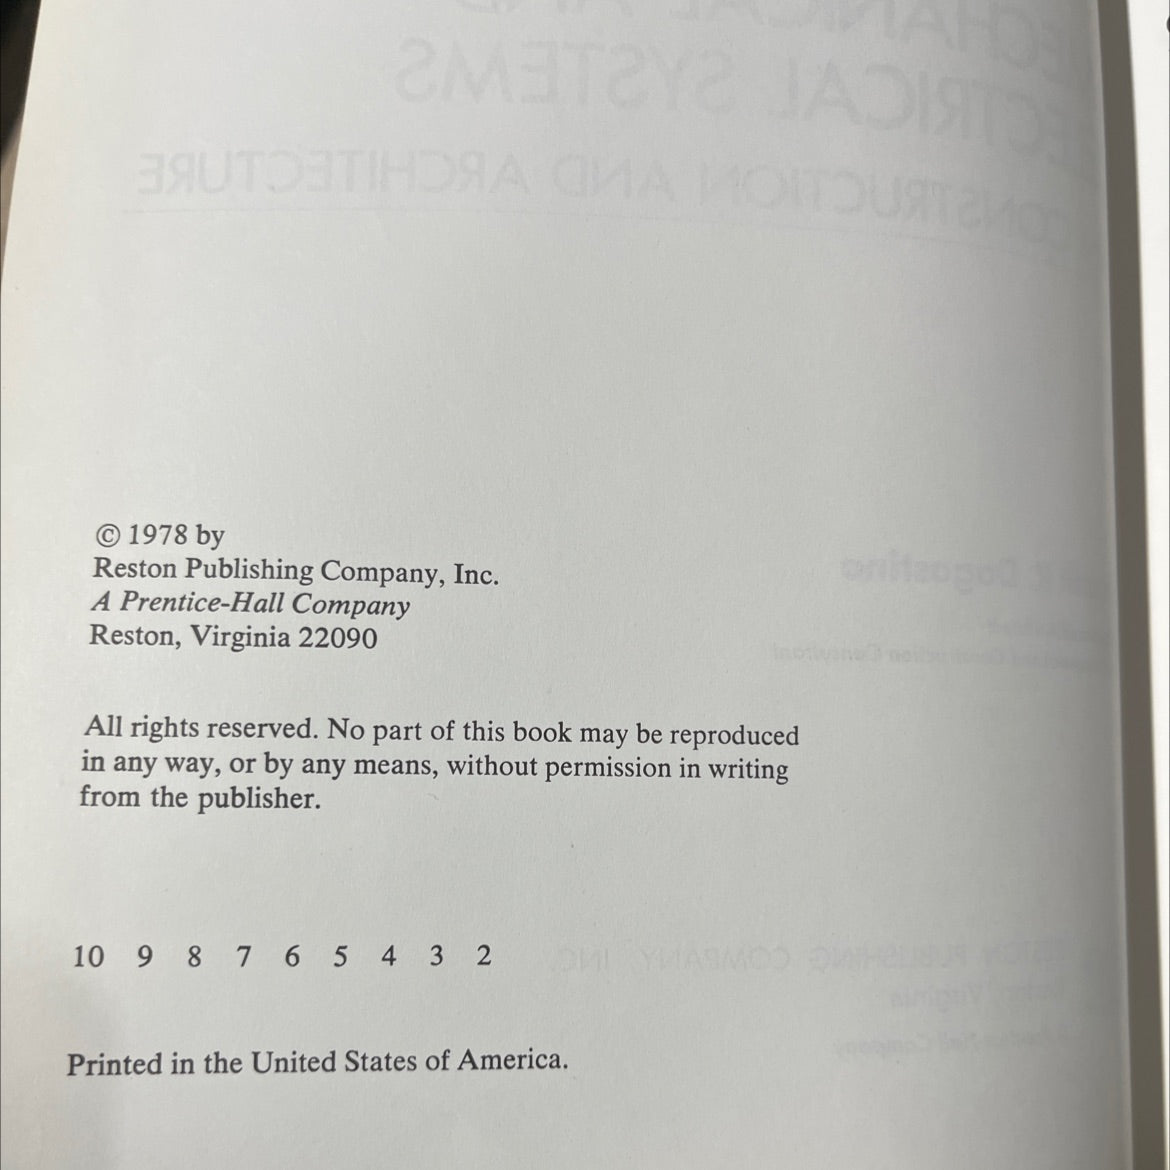 © 1978 by
Reston Publishing Company, Inc.
A Prentice-Hall Company
Reston, Virginia 22090
All rights reserved. No part of this book may be reproduced
in any way, or by any means, without permission in writing
from the publisher.
10 9 8 7 6 5 4 3 2
Printed in the United States of America.